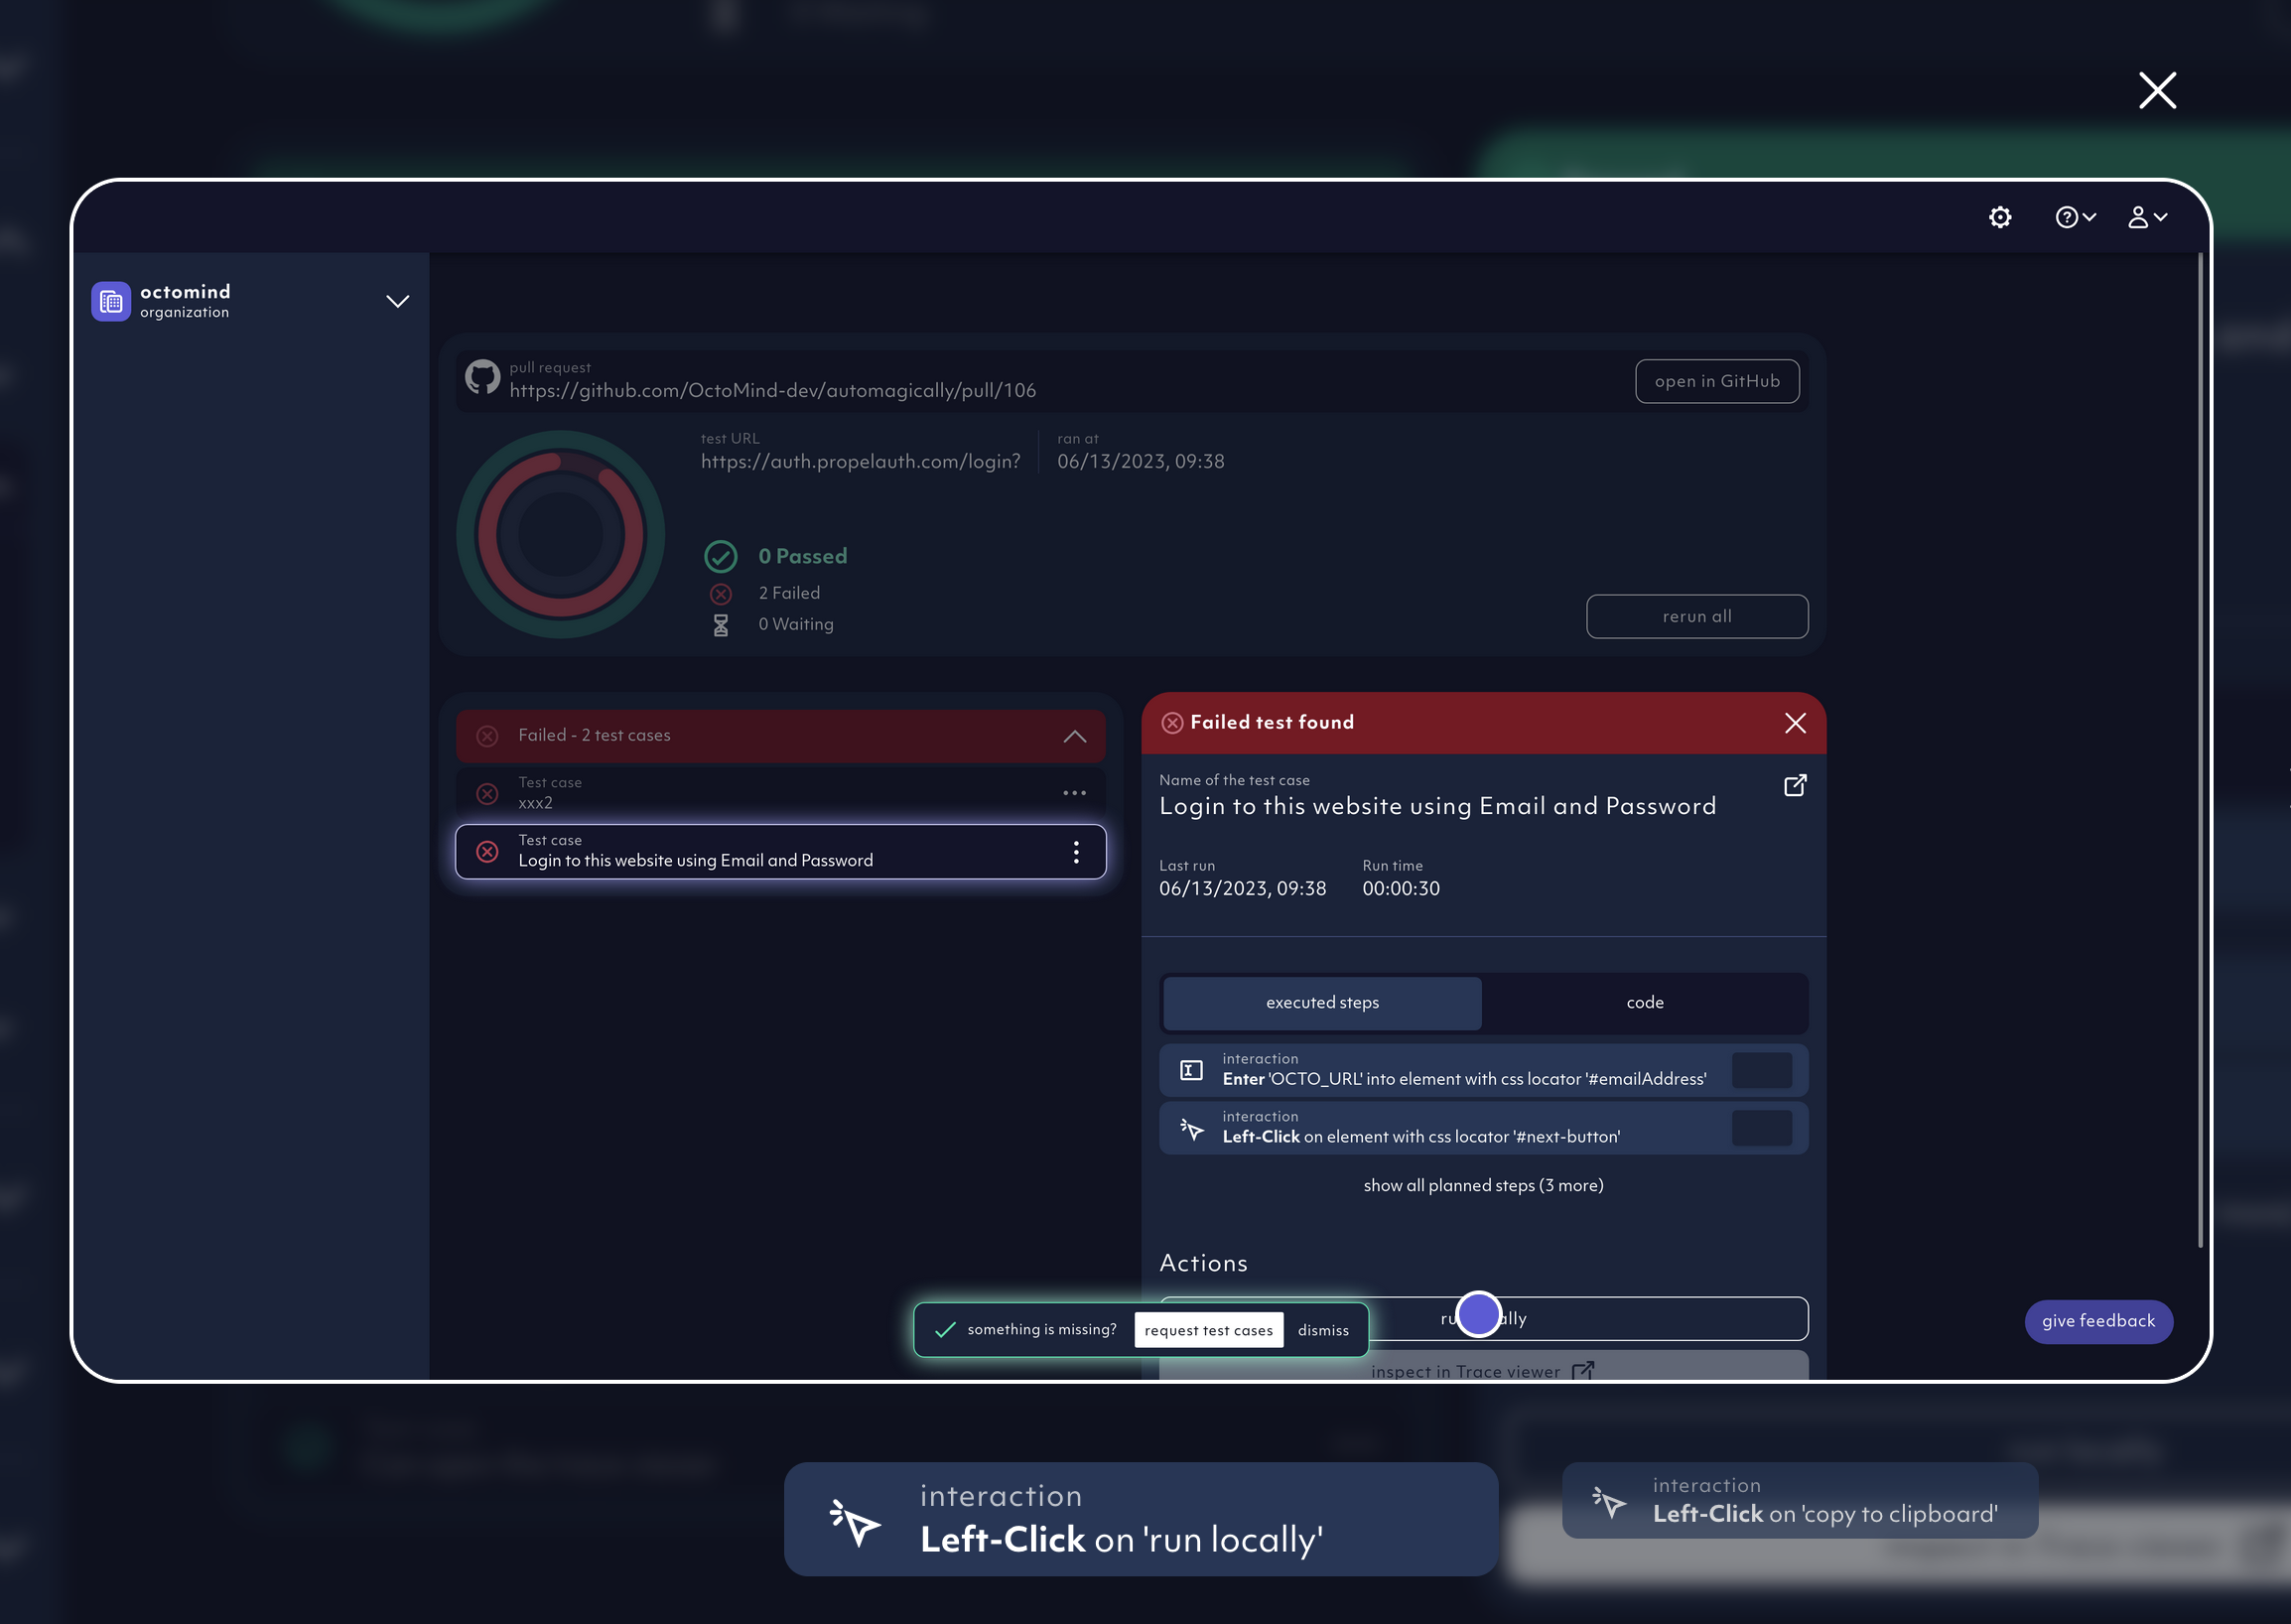 octomind
organization
pull request
https://github.com/OctoMind-dev/automagically/pull/106
open in GitHub
test URL
https://auth.propelauth.com/login?
ran at
06/13/2023, 09:38
0 Passed
2 Failed
0 Waiting
rerun all
Failed - 2 test cases
Test case
xxx2
Test case
Login to this website using Email and Password
Failed test found
Name of the test case
Login to this website using Email and Password
Last run
06/13/2023, 09:38
Run time
00:00:30
executed steps
code
interaction
Enter 'OCTO_URL' into element with css locator '#emailAddress'
interaction
Left-Click on element with css locator '#next-button'
show all planned steps (3 more)
Actions
something is missing?
request test cases
dismiss
inspect in Trace viewer
give feedback
interaction
Left-Click on 'run locally'
interaction
Left-Click on 'copy to clipboard'